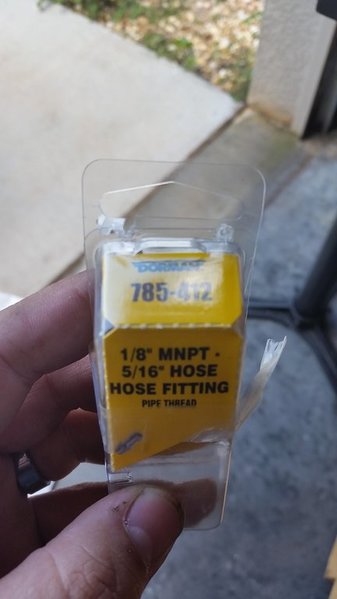 DORMAN
785-412
1/8" MNPT -
5/16" HOSE
HOSE FITTING
PIPE THREAD